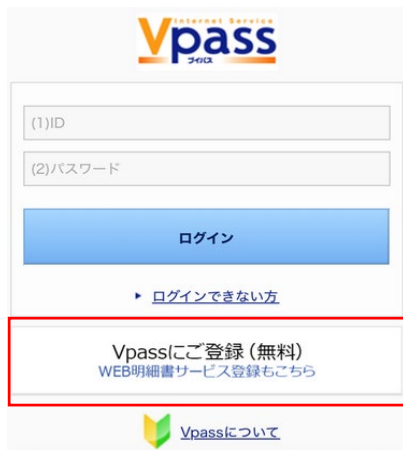 Internet Service
Vpass
ブイパス
(1)ID
(2)パスワード
ログイン
ログインできない方
Vpassにご登録（無料）
WEB明細書サービス登録もこちら
Vpassについて